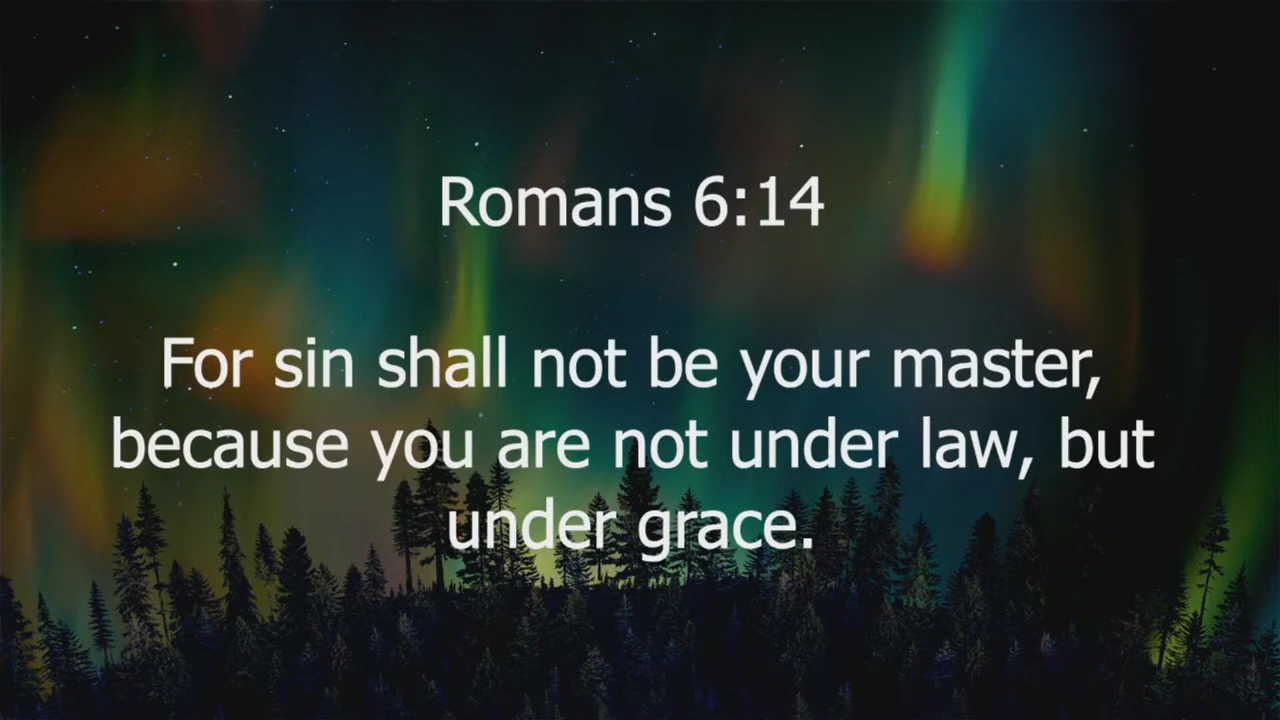 Romans 6:14
For sin shall not be your master,
because you are not under law, but
under grace.